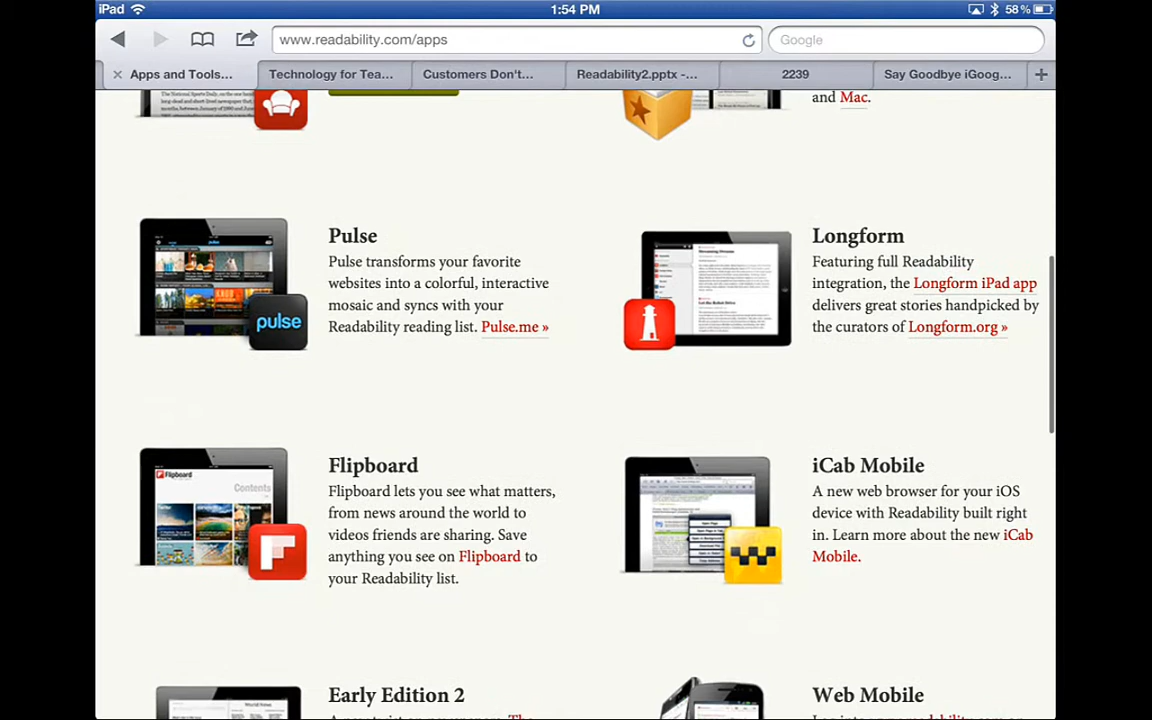 iPad 1:54 PM 58 %
www.readability.com/apps Google
Apps and Tools... Technology for Tea... Customers Don't... Readability2.pptx -... 2239 Say Goodbye iGoog...
and Mac.
Pulse
Pulse transforms your favorite
websites into a colorful, interactive
mosaic and syncs with your
Readability reading list. Pulse.me »
pulse
Longform
Featuring full Readability
integration, the Longform iPad app
delivers great stories handpicked by
the curators of Longform.org »
Flipboard
Contents
Flipboard
Flipboard lets you see what matters,
from news around the world to
videos friends are sharing. Save
anything you see on Flipboard to
your Readability list.
iCab Mobile
A new web browser for your iOS
device with Readability built right
in. Learn more about the new iCab
Mobile.
Early Edition 2
Web Mobile